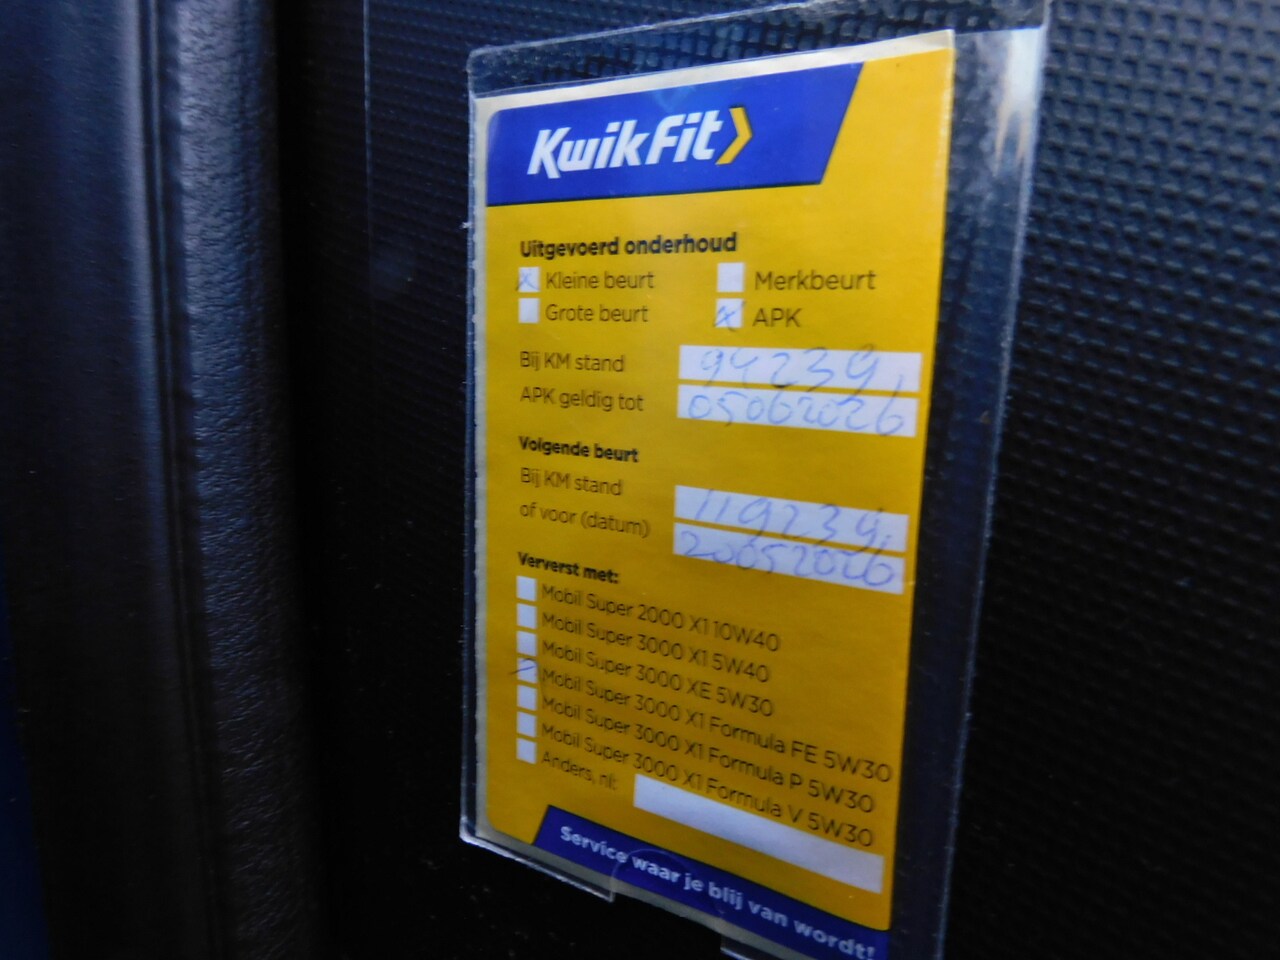 KwikFit
Uitgevoerd onderhoud
x Kleine beurt Merkbeurt
Grote beurt x APK
Bij KM stand 94239,
APK geldig tot 05062026
Volgende beurt
Bij KM stand 119239,
of voor (datum) 20052026
Ververst met:
Mobil Super 2000 X1 10W40
Mobil Super 3000 X1 5W40
Mobil Super 3000 XE 5W30
Mobil Super 3000 X1 Formula FE 5W30
Mobil Super 3000 X1 Formula P 5W30
Mobil Super 3000 X1 Formula V 5W30
Anders, nl:
Service waar je blij van wordt!